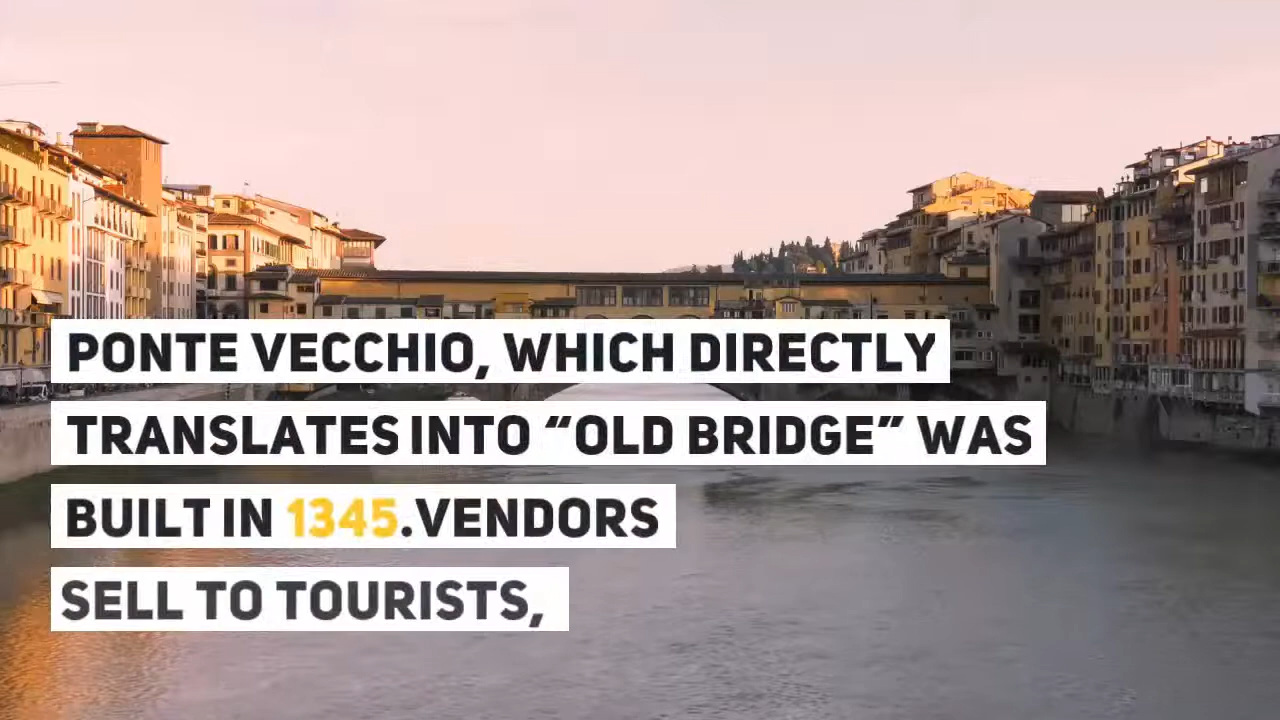 PONTE VECCHIO, WHICH DIRECTLY
TRANSLATES INTO “OLD BRIDGE” WAS
BUILT IN 1345.VENDORS
SELL TO TOURISTS,